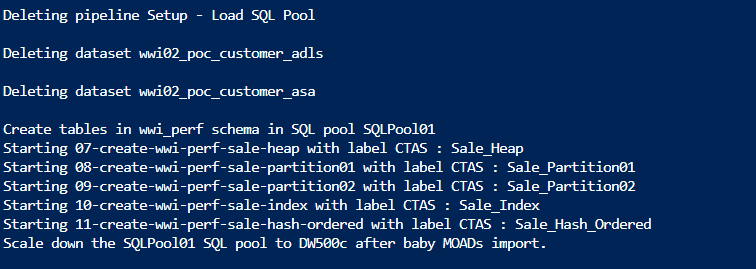 Deleting pipeline Setup - Load SQL Pool
Deleting dataset wwi02_poc_customer_adls
Deleting dataset wwi02_poc_customer_asa
Create tables in wwi_perf schema in SQL pool SQLPool01
Starting 07-create-wwi-perf-sale-heap with label CTAS : Sale_Heap
Starting 08-create-wwi-perf-sale-partition01 with label CTAS : Sale_Partition01
Starting 09-create-wwi-perf-sale-partition02 with label CTAS : Sale_Partition02
Starting 10-create-wwi-perf-sale-index with label CTAS : Sale_Index
Starting 11-create-wwi-perf-sale-hash-ordered with label CTAS : Sale_Hash_Ordered
Scale down the SQLPool01 SQL pool to DW500c after baby MOADs import.